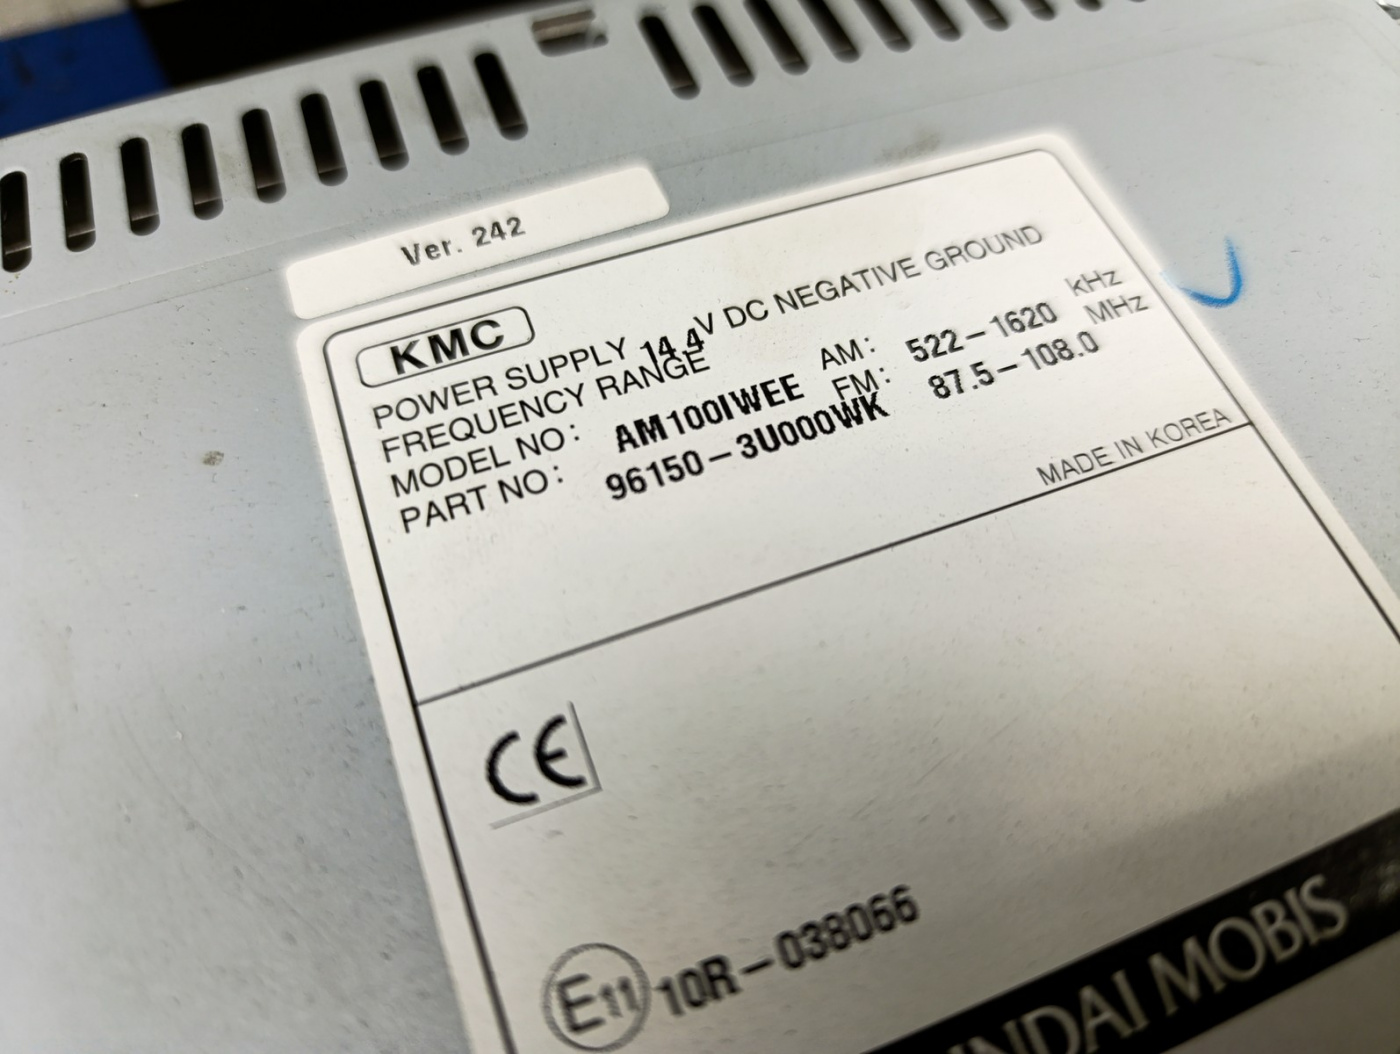 Ver. 242
KMC
POWER SUPPLY 14.4V DC NEGATIVE GROUND
FREQUENCY RANGE AM: 522-1620 kHz
FM: 87.5-108.0 MHz
MODEL NO: AM100IWEE
PART NO: 96150-3U000WK
MADE IN KOREA
CE
E11 10R-038066
NDAI MOBIS